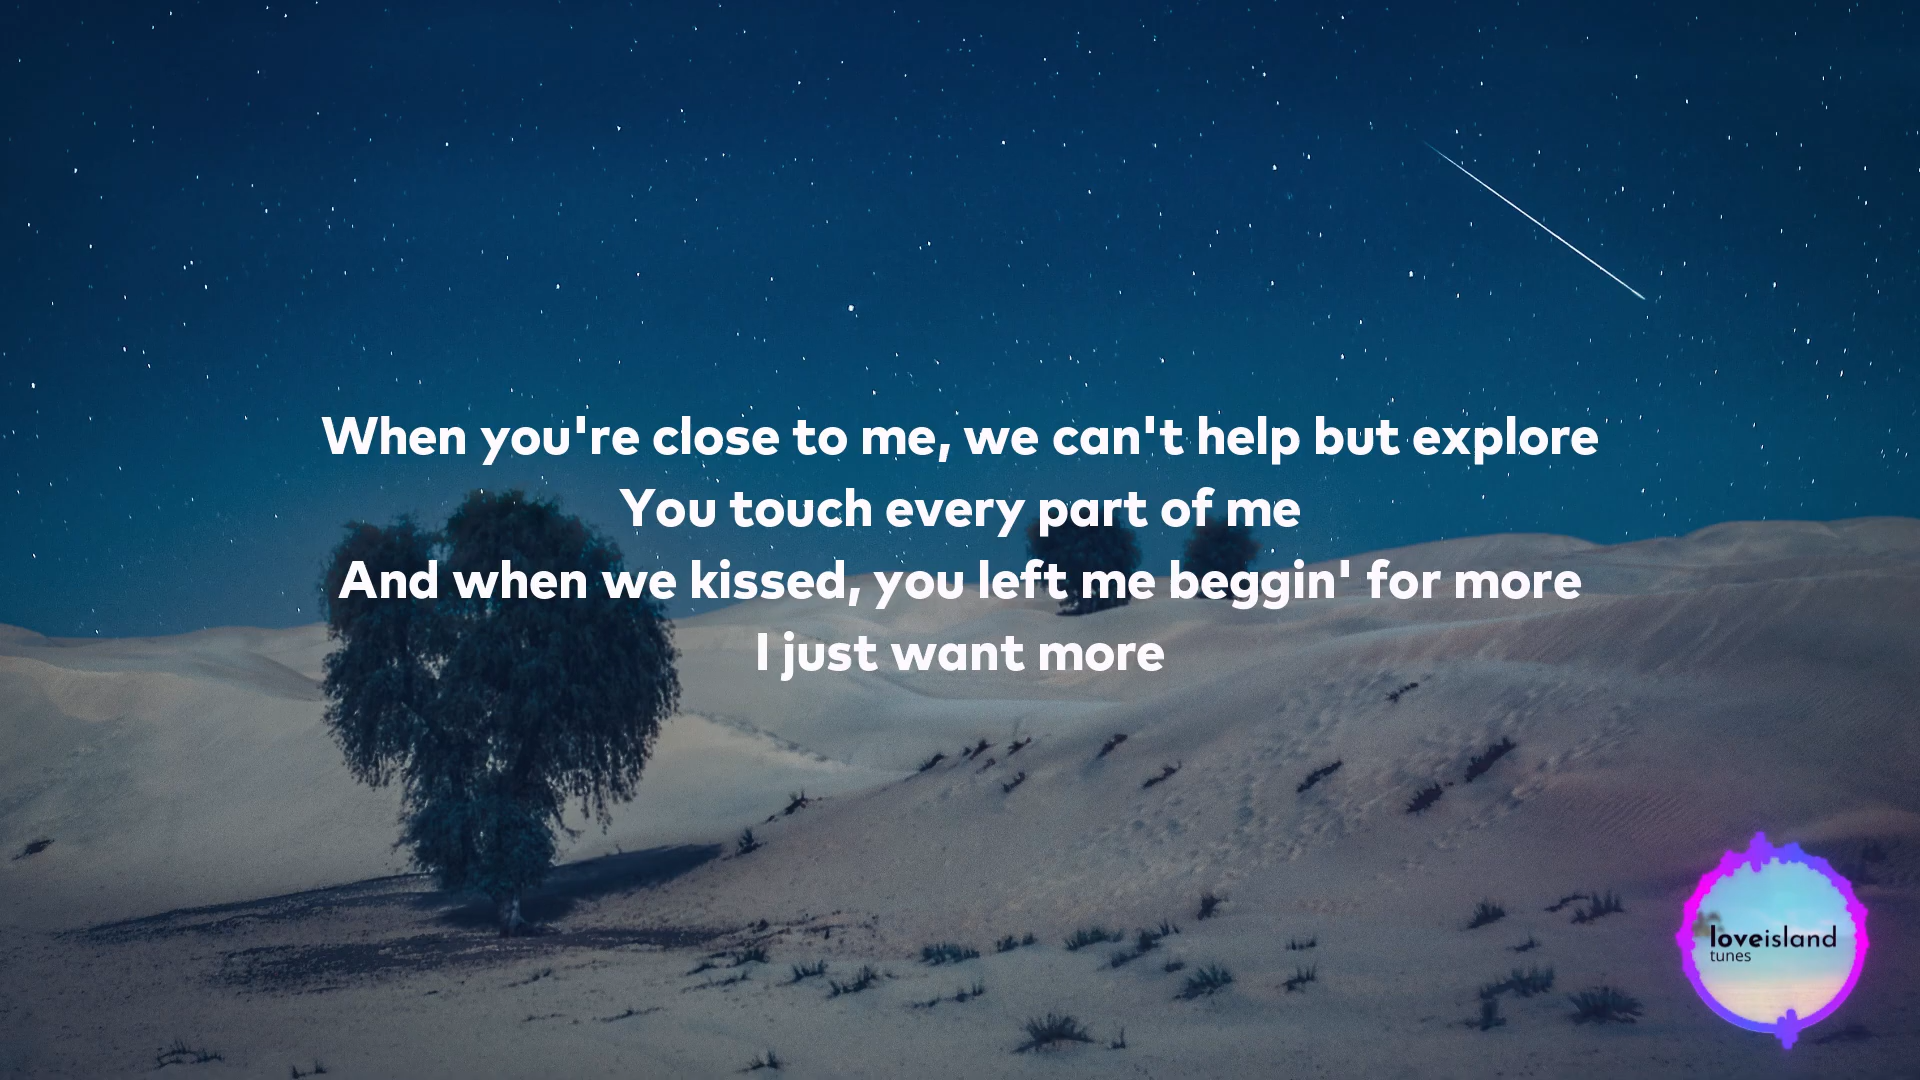 When you're close to me, we can't help but explore
You touch every part of me
And when we kissed, you left me beggin' for more
I just want more
loveisland
tunes